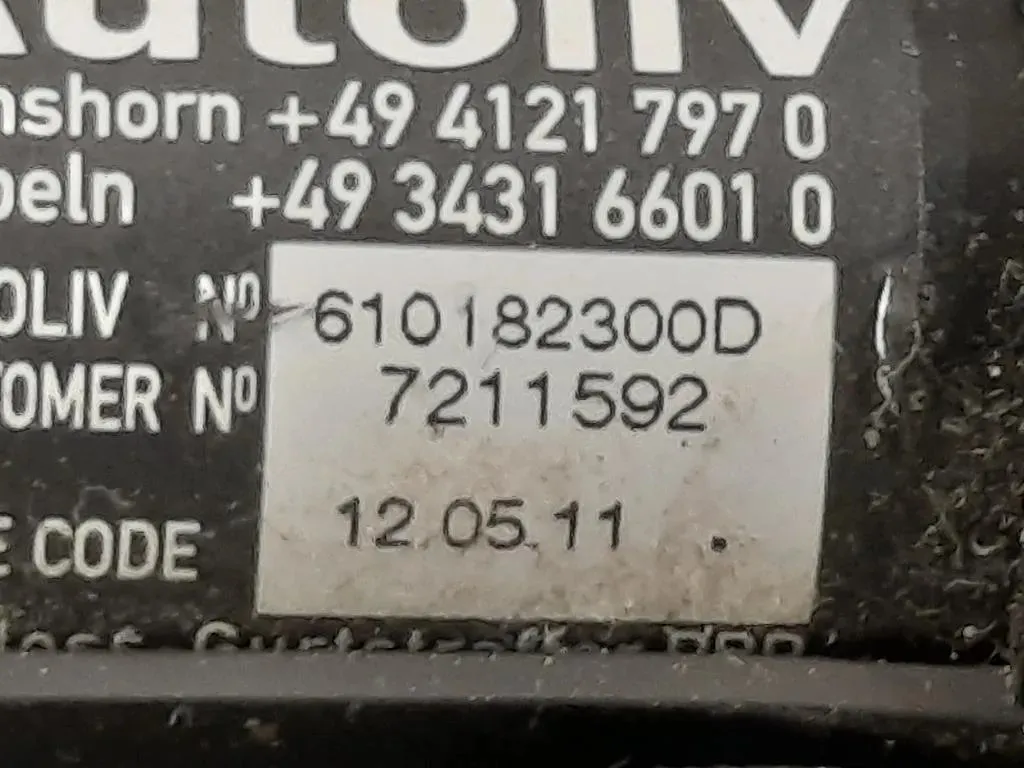 Autoliv
nshorn +49 4121 797 0
beln +49 3431 6601 0
OLIV Nº 610182300D
TOMER Nº 7211592
E CODE 12.05.11 .